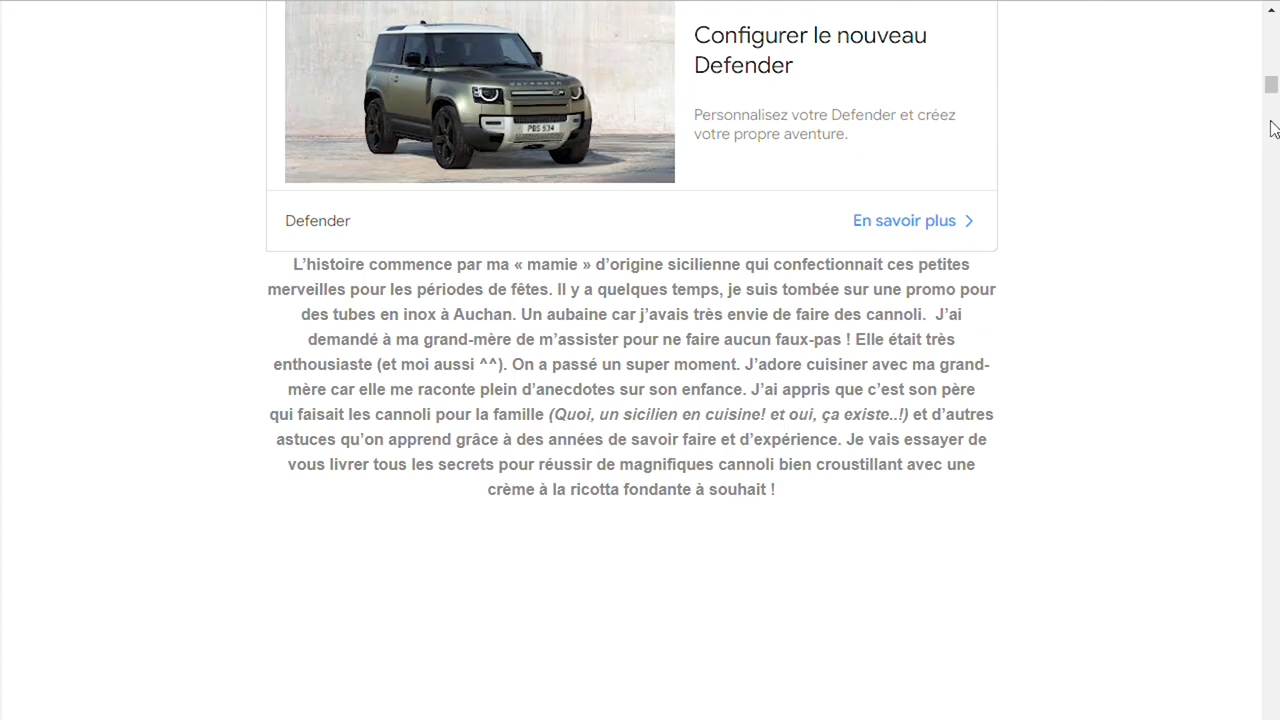 Configurer le nouveau
Defender
Personnalisez votre Defender et créez
votre propre aventure.
DEFENDER
PBS 534
Defender
En savoir plus
L’histoire commence par ma « mamie » d’origine sicilienne qui confectionnait ces petites
merveilles pour les périodes de fêtes. Il y a quelques temps, je suis tombée sur une promo pour
des tubes en inox à Auchan. Un aubaine car j’avais très envie de faire des cannoli.  J’ai
demandé à ma grand-mère de m’assister pour ne faire aucun faux-pas ! Elle était très
enthousiaste (et moi aussi ^^). On a passé un super moment. J’adore cuisiner avec ma grand-
mère car elle me raconte plein d’anecdotes sur son enfance. J’ai appris que c’est son père
qui faisait les cannoli pour la famille (Quoi, un sicilien en cuisine! et oui, ça existe..!) et d’autres
astuces qu’on apprend grâce à des années de savoir faire et d’expérience. Je vais essayer de
vous livrer tous les secrets pour réussir de magnifiques cannoli bien croustillant avec une
crème à la ricotta fondante à souhait !